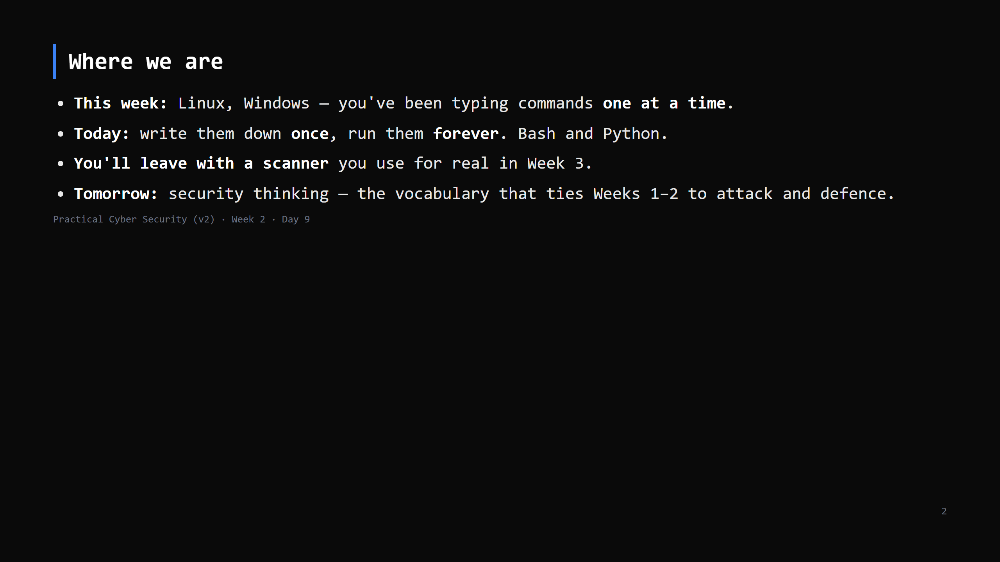 Where we are
• This week: Linux, Windows — you've been typing commands one at a time.
• Today: write them down once, run them forever. Bash and Python.
• You'll leave with a scanner you use for real in Week 3.
• Tomorrow: security thinking — the vocabulary that ties Weeks 1–2 to attack and defence.
Practical Cyber Security (v2) · Week 2 · Day 9
2